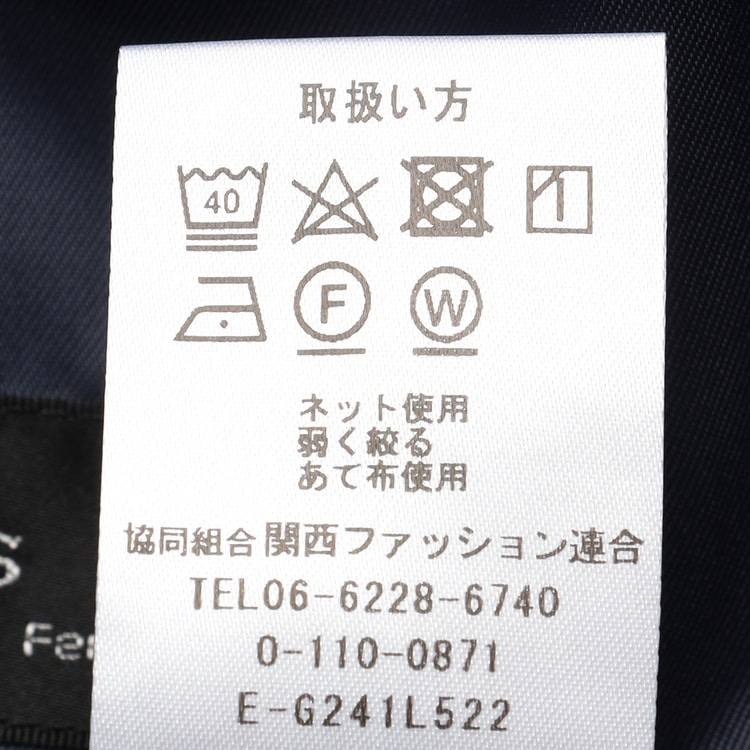 取扱い方
40
F W
ネット使用
弱く絞る
あて布使用
協同組合 関西ファッション連合
TEL06-6228-6740
0-110-0871
E-G241L522
S
Fer